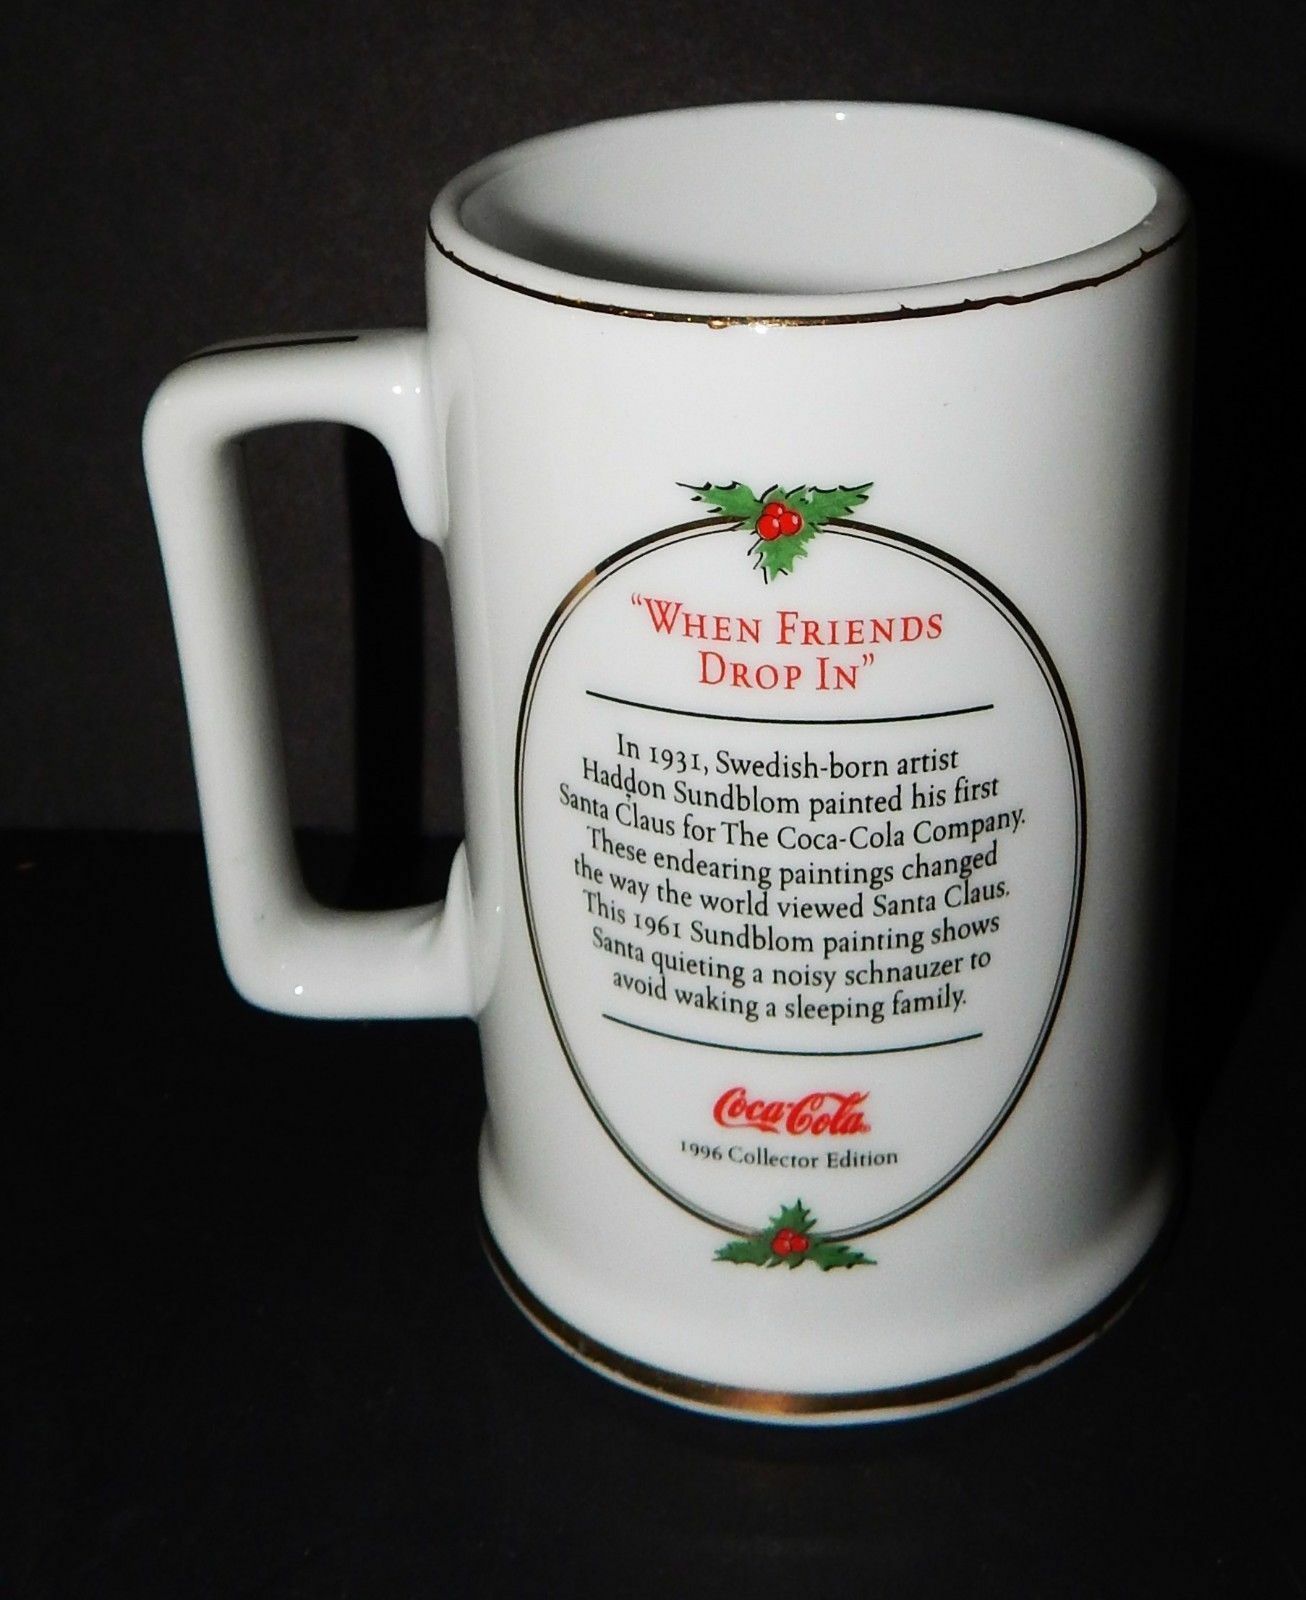 “WHEN FRIENDS
DROP IN”
In 1931, Swedish-born artist
Haddon Sundblom painted his first
Santa Claus for The Coca-Cola Company.
These endearing paintings changed
the way the world viewed Santa Claus.
This 1961 Sundblom painting shows
Santa quieting a noisy schnauzer to
avoid waking a sleeping family.
Coca-Cola
1996 Collector Edition